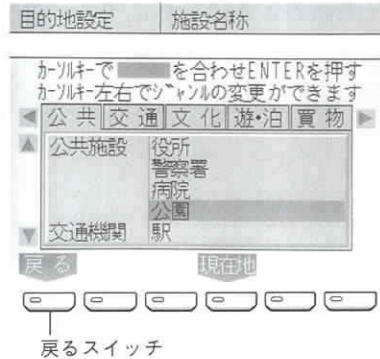 目的地設定 施設名称
カーソルキーで を合わせENTERを押す
カーソルキー左右でジャンルの変更ができます
公共 交通 文化 遊・泊 買物
公共施設 役所
警察署
病院
公園
交通機関 駅
戻る 現在地
戻るスイッチ